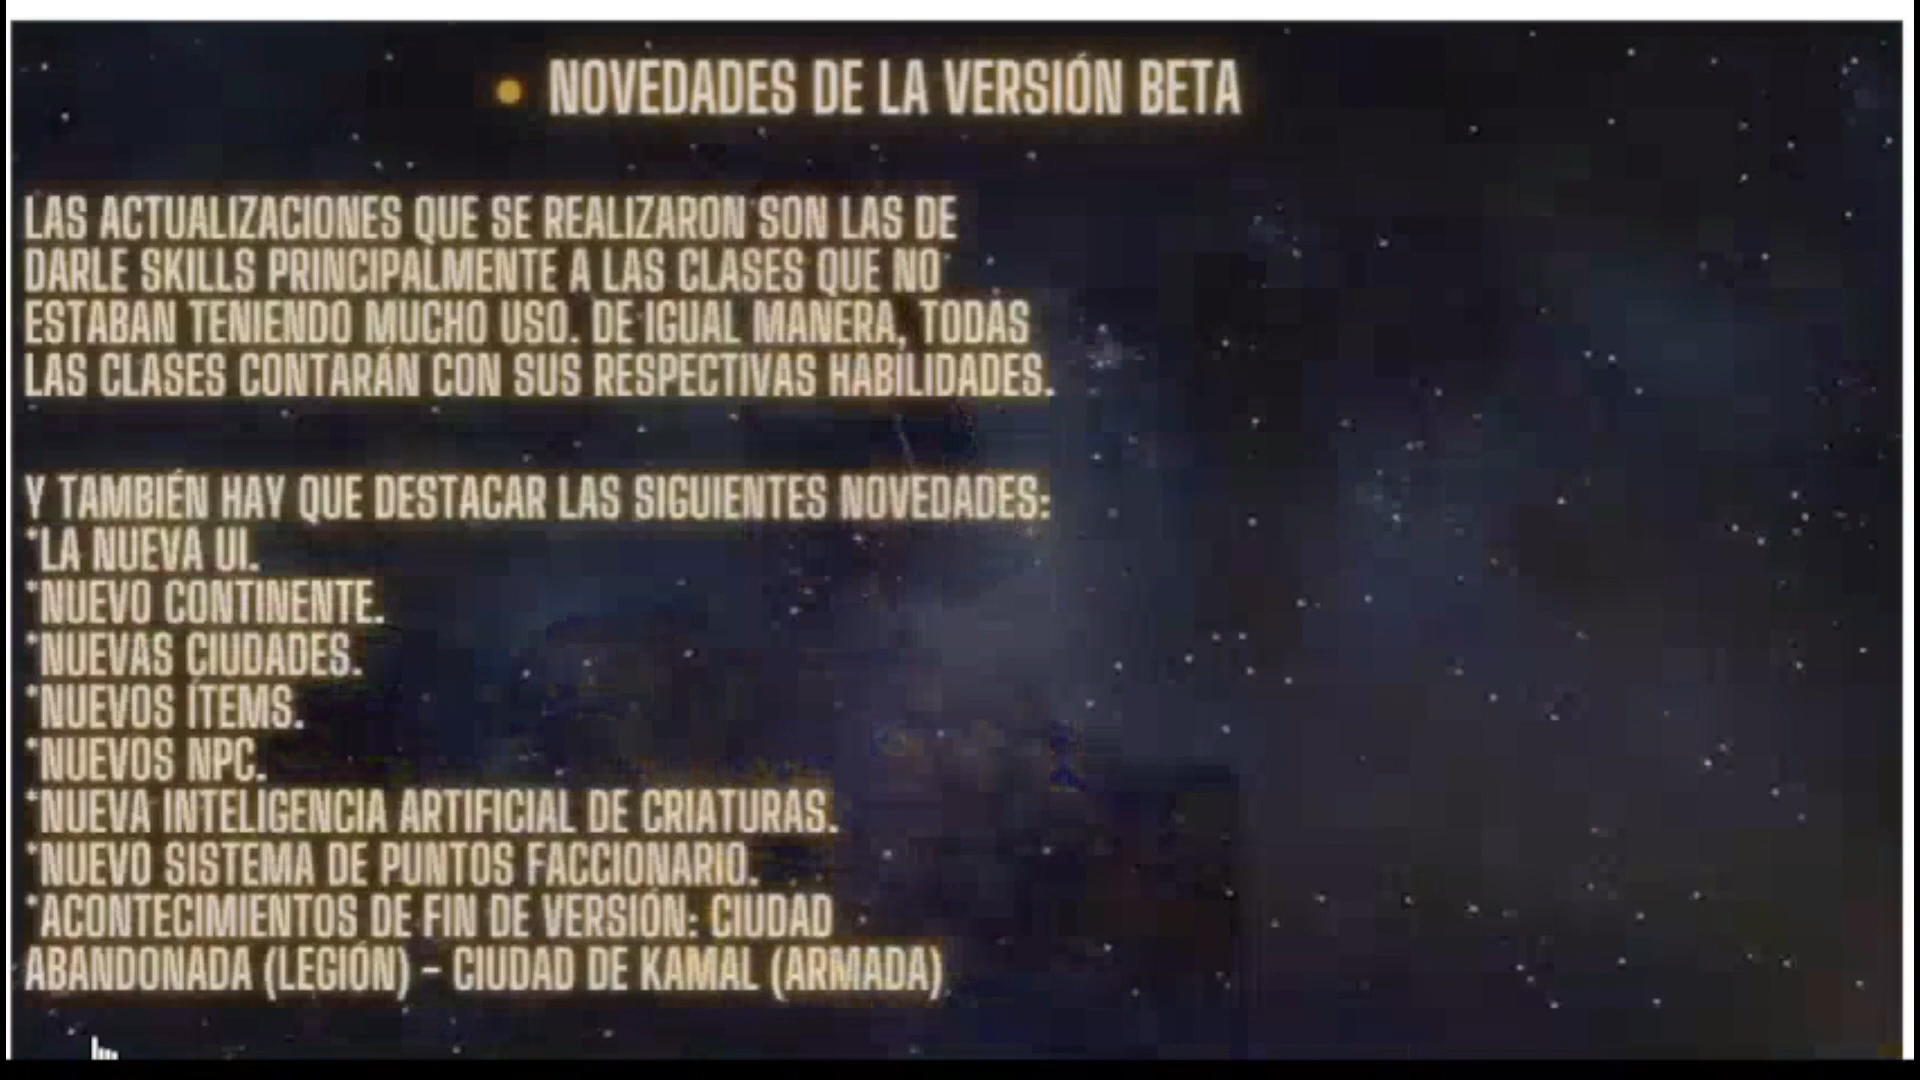 NOVEDADES DE LA VERSIÓN BETA
LAS ACTUALIZACIONES QUE SE REALIZARON SON LAS DE
DARLE SKILLS PRINCIPALMENTE A LAS CLASES QUE NO
ESTABAN TENIENDO MUCHO USO. DE IGUAL MANERA, TODAS
LAS CLASES CONTARÁN CON SUS RESPECTIVAS HABILIDADES.
Y TAMBIÉN HAY QUE DESTACAR LAS SIGUIENTES NOVEDADES:
*LA NUEVA UI.
*NUEVO CONTINENTE.
*NUEVAS CIUDADES.
*NUEVOS ÍTEMS.
*NUEVOS NPC.
*NUEVA INTELIGENCIA ARTIFICIAL DE CRIATURAS.
*NUEVO SISTEMA DE PUNTOS FACCIONARIO.
*ACONTECIMIENTOS DE FIN DE VERSIÓN: CIUDAD
ABANDONADA (LEGIÓN) - CIUDAD DE KAMAL (ARMADA)